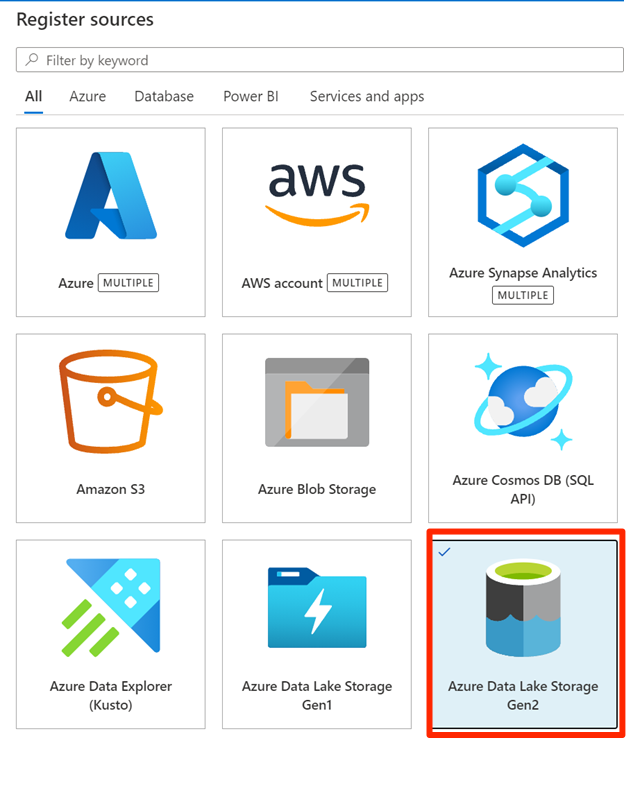 Register sources
Filter by keyword
All Azure Database Power BI Services and apps
aws
Azure MULTIPLE
AWS account MULTIPLE
Azure Synapse Analytics
MULTIPLE
Amazon S3
Azure Blob Storage
Azure Cosmos DB (SQL
API)
Azure Data Explorer
(Kusto)
Azure Data Lake Storage
Gen1
Azure Data Lake Storage
Gen2